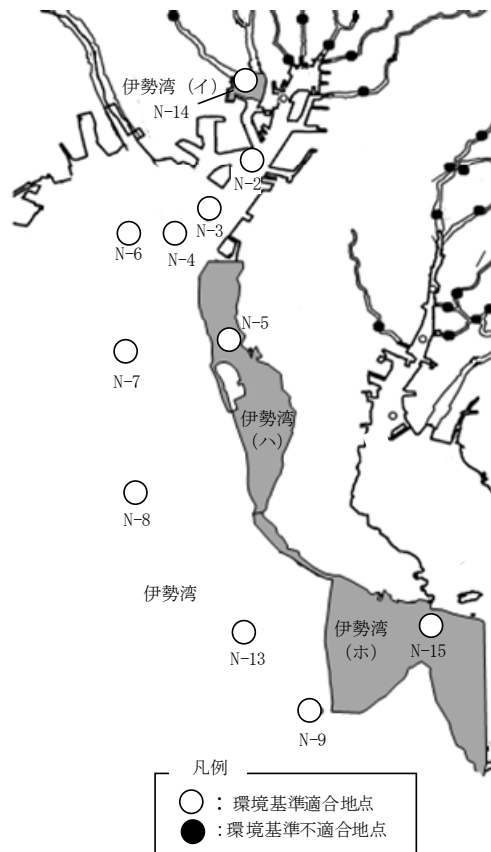 伊勢湾（イ）
N-14
N-2
N-3
N-6
N-4
N-5
N-7
伊勢湾
（ハ）
N-8
伊勢湾
N-13
伊勢湾
（ホ）
N-15
N-9
凡例
：環境基準適合地点
：環境基準不適合地点